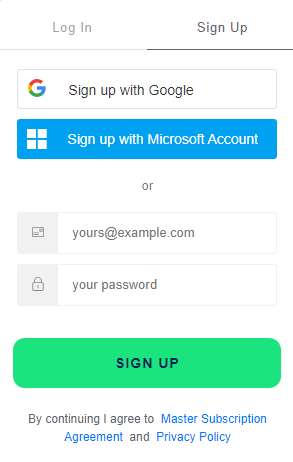 Log In
Sign Up
Sign up with Google
Sign up with Microsoft Account
or
yours@example.com
your password
SIGN UP
By continuing I agree to Master Subscription
Agreement and Privacy Policy